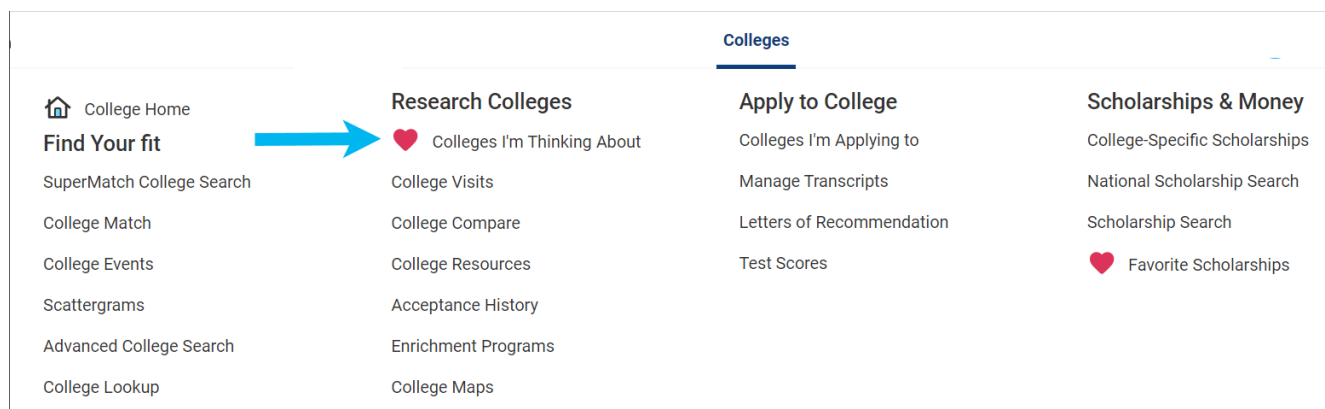 Colleges
College Home
Find Your fit
SuperMatch College Search
College Match
College Events
Scattergrams
Advanced College Search
College Lookup
Research Colleges
Colleges I'm Thinking About
College Visits
College Compare
College Resources
Acceptance History
Enrichment Programs
College Maps
Apply to College
Colleges I'm Applying to
Manage Transcripts
Letters of Recommendation
Test Scores
Scholarships & Money
College-Specific Scholarships
National Scholarship Search
Scholarship Search
Favorite Scholarships